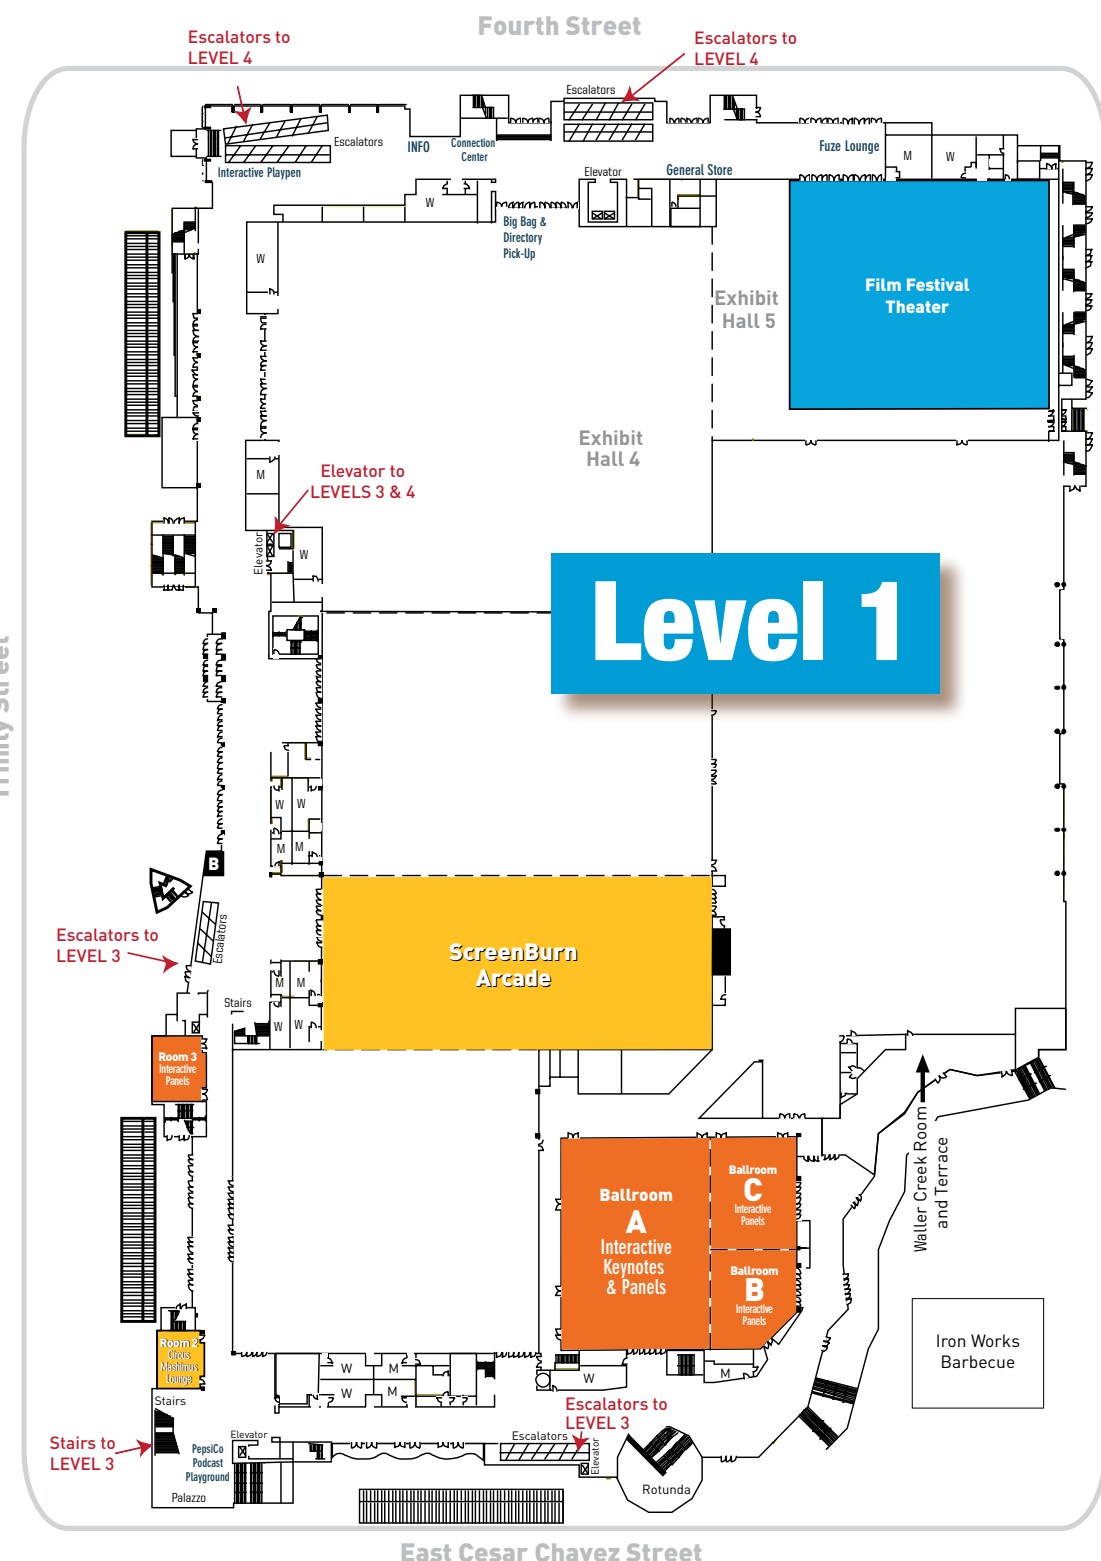 Fourth Street
Escalators to
LEVEL 4
Escalators to
LEVEL 4
Escalators
Escalators
INFO
Connection
Center
Fuze Lounge
M
W
Interactive Playpen
Elevator
General Store
W
Big Bag &
Directory
Pick-Up
W
Exhibit
Hall 5
Film Festival
Theater
Exhibit
Hall 4
M
Elevator to
LEVELS 3 & 4
Elevator
W
Level 1
Trinity Street
W
W
M
M
B
Escalators
Escalators to
LEVEL 3
ScreenBurn
Arcade
M
M
Stairs
W
W
Room 3
Interactive
Panels
Waller Creek Room
and Terrace
Ballroom
A
Interactive
Keynotes
& Panels
Ballroom
C
Interactive
Panels
Ballroom
B
Interactive
Panels
Iron Works
Barbecue
Room 2
Circus
Mashimus
Lounge
W
M
W
M
W
M
Stairs
Escalators to
LEVEL 3
Stairs to
LEVEL 3
Elevator
Escalators
Elevator
PepsiCo
Podcast
Playground
Palazzo
Rotunda
East Cesar Chavez Street